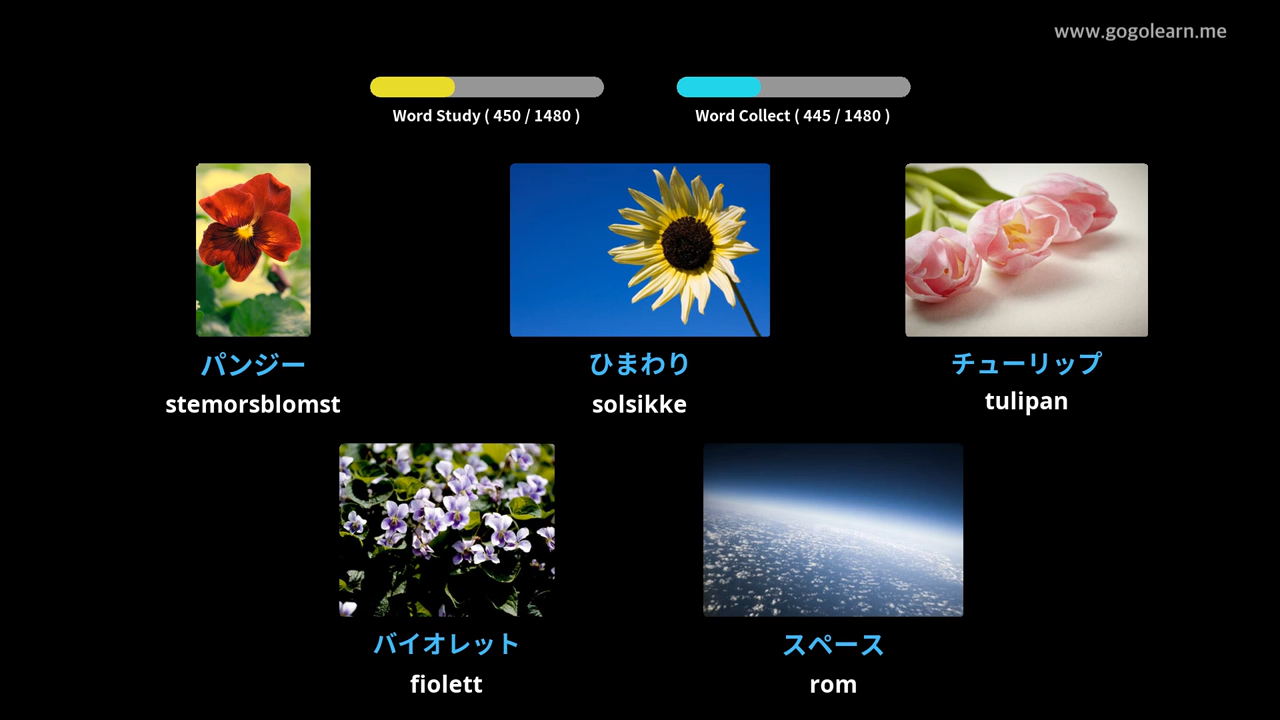 www.gogolearn.me
Word Study ( 450 / 1480 )
Word Collect ( 445 / 1480 )
パンジー
stemorsblomst
ひまわり
solsikke
チューリップ
tulipan
バイオレット
fiolett
スペース
rom